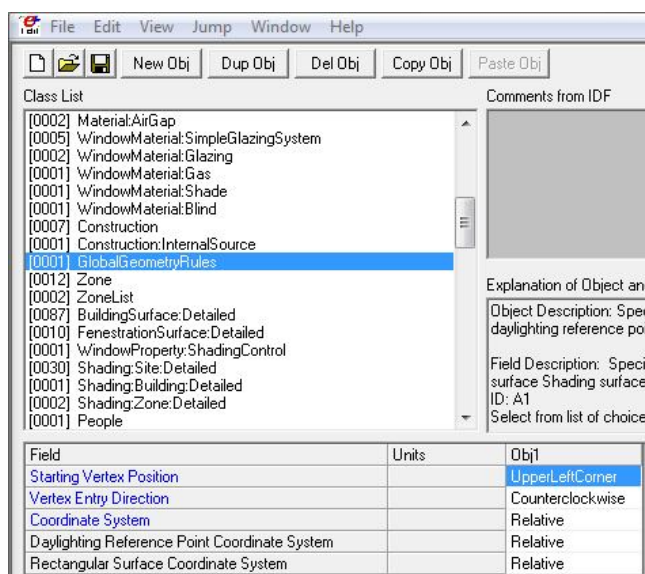 File Edit View Jump Window Help
New Obj Dup Obj Del Obj Copy Obj Paste Obj
Class List
[0002] Material:AirGap
[0005] WindowMaterial:SimpleGlazingSystem
[0002] WindowMaterial:Glazing
[0001] WindowMaterial:Gas
[0001] WindowMaterial:Shade
[0001] WindowMaterial:Blind
[0007] Construction
[0001] Construction:InternalSource
[0001] GlobalGeometryRules
[0012] Zone
[0002] ZoneList
[0087] BuildingSurface:Detailed
[0010] FenestrationSurface:Detailed
[0001] WindowProperty:ShadingControl
[0030] Shading:Site:Detailed
[0001] Shading:Building:Detailed
[0002] Shading:Zone:Detailed
[0001] People
Comments from IDF
Explanation of Object an
Object Description: Spe
daylighting reference poi
Field Description: Speci
surface Shading surface
ID: A1
Select from list of choice
Field Units Obj1
Starting Vertex Position UpperLeftCorner
Vertex Entry Direction Counterclockwise
Coordinate System Relative
Daylighting Reference Point Coordinate System Relative
Rectangular Surface Coordinate System Relative